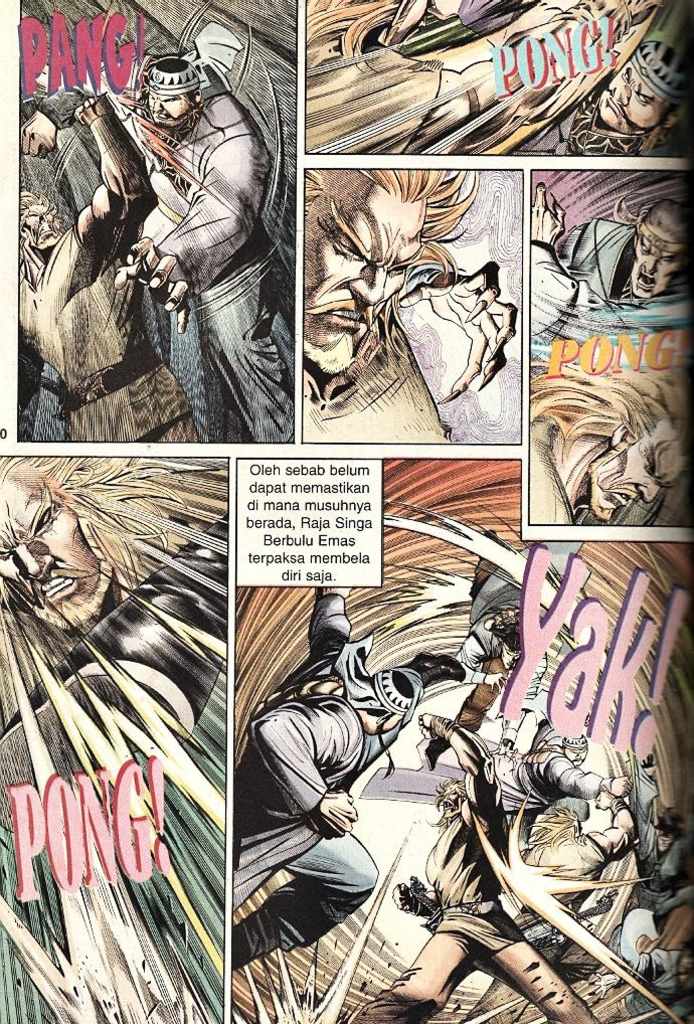 PANG!
PONG!
PONG!
0
PONG!
Oleh sebab belum
dapat memastikan
di mana musuhnya
berada, Raja Singa
Berbulu Emas
terpaksa membela
diri saja.
Yak!